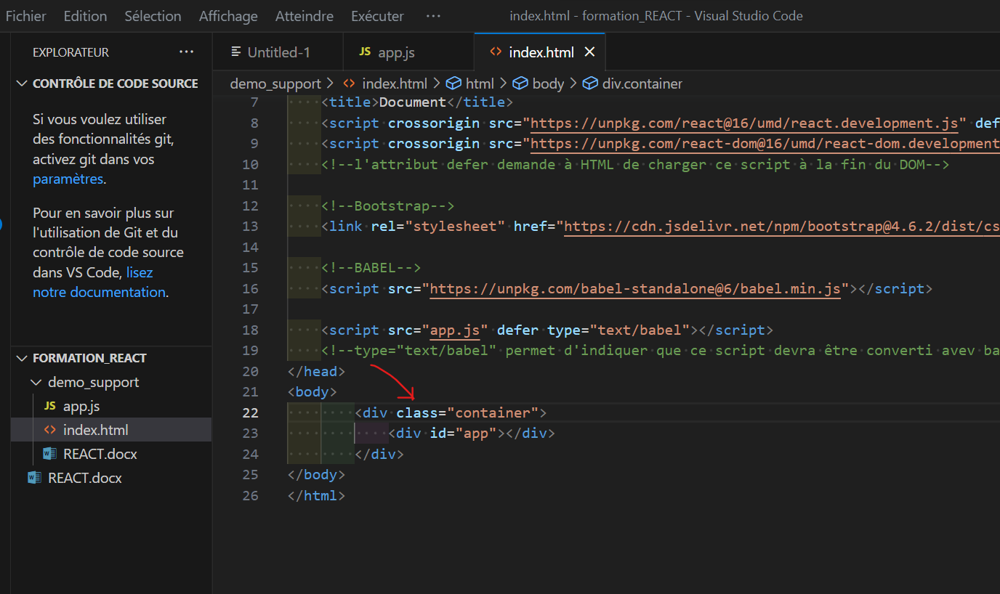 Fichier Edition Sélection Affichage Atteindre Exécuter ··· index.html - formation_REACT - Visual Studio Code
EXPLORATEUR ···
CONTRÔLE DE CODE SOURCE
Si vous voulez utiliser
des fonctionnalités git,
activez git dans vos
paramètres.
Pour en savoir plus sur
l'utilisation de Git et du
contrôle de code source
dans VS Code, lisez
notre documentation.
FORMATION_REACT
demo_support
JS app.js
<> index.html
REACT.docx
REACT.docx
Untitled-1 JS app.js <> index.html
demo_support > <> index.html > html > body > div.container
7 <title>Document</title>
8 <script crossorigin src="https://unpkg.com/react@16/umd/react.development.js" def
9 <script crossorigin src="https://unpkg.com/react-dom@16/umd/react-dom.development
10 <!--l'attribut defer demande à HTML de charger ce script à la fin du DOM-->
11
12 <!--Bootstrap-->
13 <link rel="stylesheet" href="https://cdn.jsdelivr.net/npm/bootstrap@4.6.2/dist/cs
14
15 <!--BABEL-->
16 <script src="https://unpkg.com/babel-standalone@6/babel.min.js"></script>
17
18 <script src="app.js" defer type="text/babel"></script>
19 <!--type="text/babel" permet d'indiquer que ce script devra être converti avev ba
20 </head>
21 <body>
22 <div class="container">
23 <div id="app"></div>
24 </div>
25 </body>
26 </html>